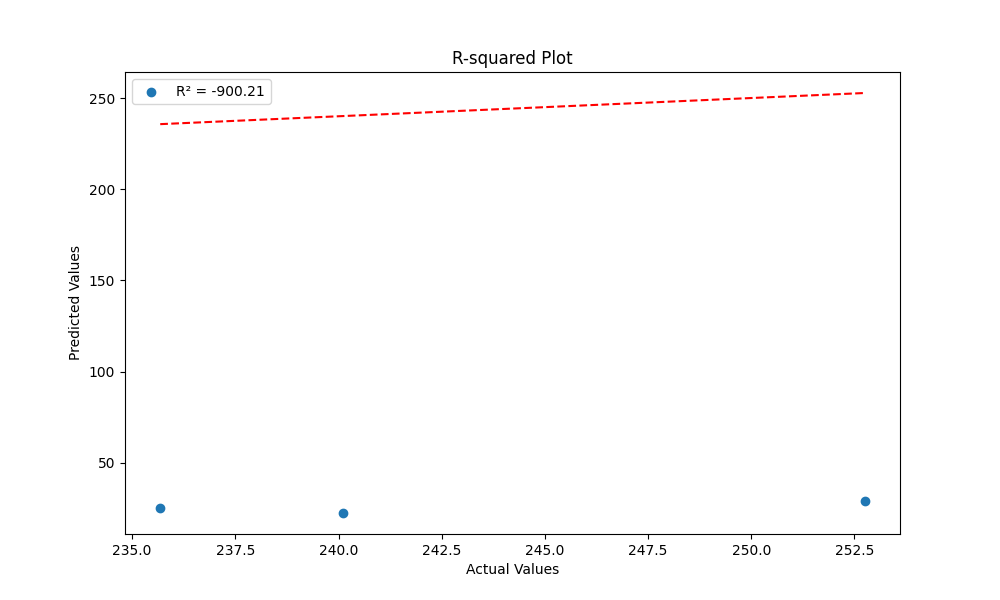 R-squared Plot
R² = -900.21
250
200
150
100
50
Predicted Values
235.0 237.5 240.0 242.5 245.0 247.5 250.0 252.5
Actual Values